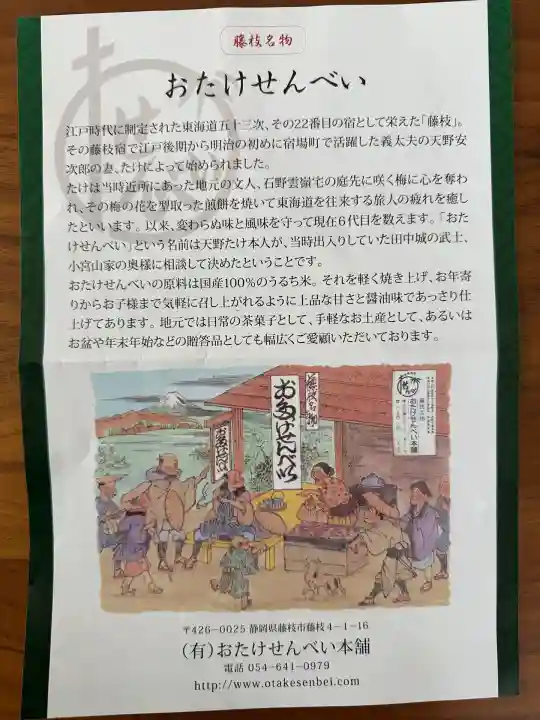 藤枝名物
おたけせんべい
江戸時代に制定された東海道五十三次、その22番目の宿として栄えた「藤枝」。
その藤枝宿で江戸後期から明治の初めに宿場町で活躍した義太夫の天野安
次郎の妻、たけによって始められました。
たけは当時近所にあった地元の文人、石野雲嶺宅の庭先に咲く梅に心を奪わ
れ、その梅の花を型取った煎餅を焼いて東海道を往来する旅人の疲れを癒し
たといいます。以来、変わらぬ味と風味を守って現在6代目を数えます。「おた
けせんべい」という名前は天野たけ本人が、当時出入りしていた田中城の武士、
小宮山家の奥様に相談して決めたということです。
おたけせんべいの原料は国産100%のうるち米。それを軽く焼き上げ、お年寄
りからお子様まで気軽に召し上がれるように上品な甘さと醤油味であっさり仕
上げてあります。地元では日常の茶菓子として、手軽なお土産として、あるいは
お盆や年末年始などの贈答品としても幅広くご愛顧いただいております。
藤枝名物
お多けせんべい
お多けせんべい
おたけせんべい本舗
〒426-0025 静岡県藤枝市藤枝4-1-16
(有)おたけせんべい本舗
電話 054-641-0979
http://www.otakesenbei.com/